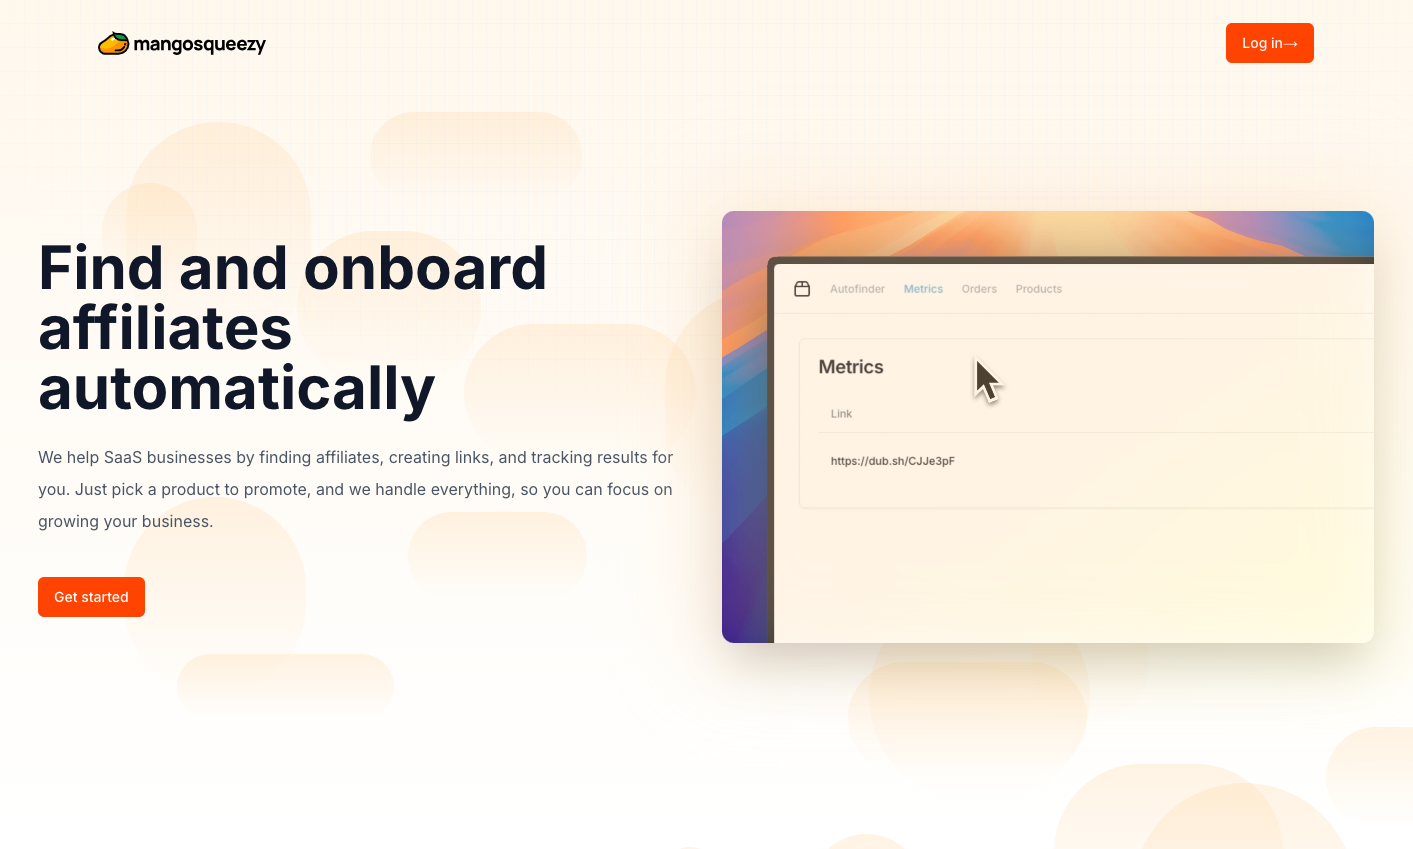 mangosqueezy
Log in→
Find and onboard
affiliates
automatically
We help SaaS businesses by finding affiliates, creating links, and tracking results for
you. Just pick a product to promote, and we handle everything, so you can focus on
growing your business.
Get started
Autofinder Metrics Orders Products
Metrics
Link
https://dub.sh/CJJe3pF